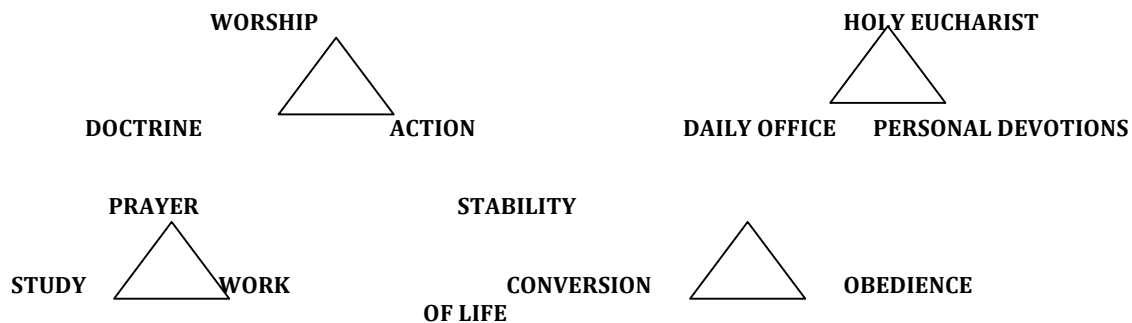 WORSHIP HOLY EUCHARIST
DOCTRINE ACTION DAILY OFFICE PERSONAL DEVOTIONS
PRAYER STABILITY
STUDY WORK CONVERSION OBEDIENCE
OF LIFE